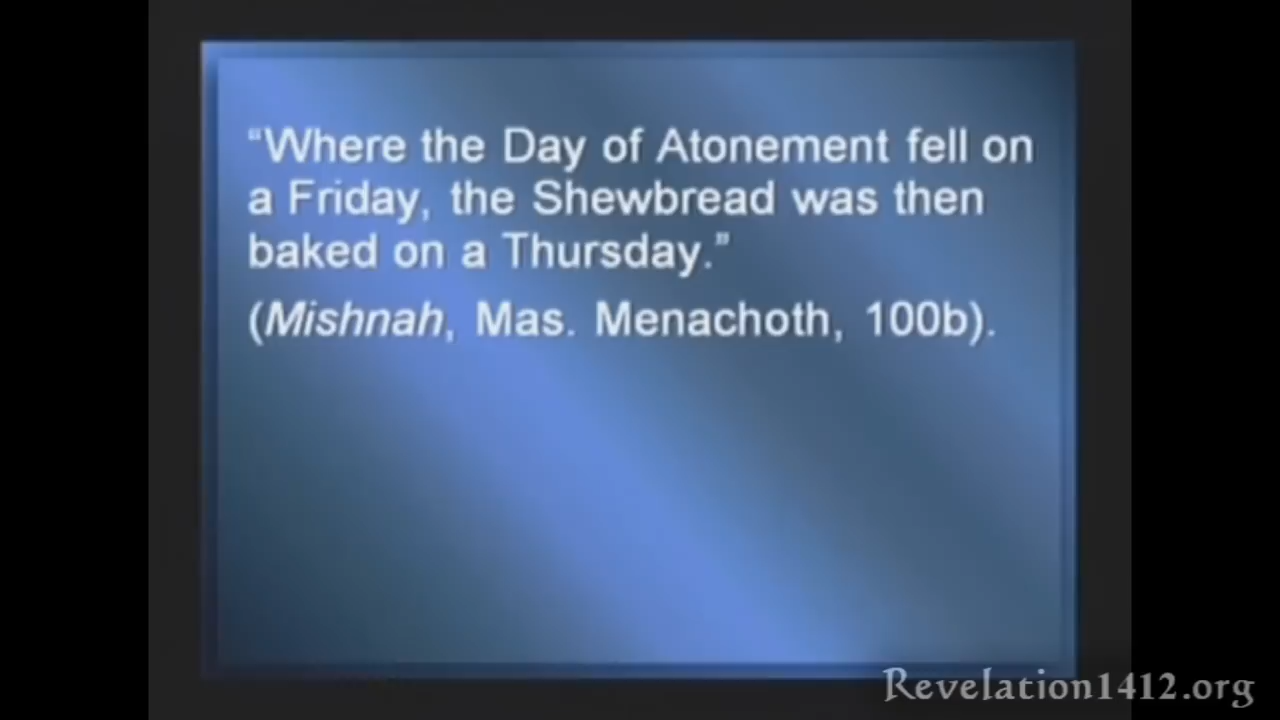 “Where the Day of Atonement fell on
a Friday, the Shewbread was then
baked on a Thursday.”
(Mishnah, Mas. Menachoth, 100b).
Revelation1412.org